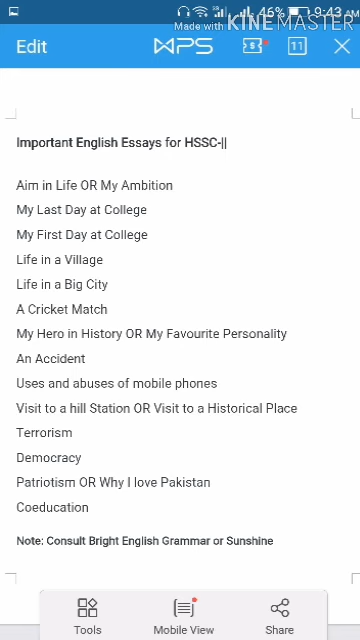 46% 9:43 AM
Made with KINEMASTER
Edit WPS $ 11
Important English Essays for HSSC-||
Aim in Life OR My Ambition
My Last Day at College
My First Day at College
Life in a Village
Life in a Big City
A Cricket Match
My Hero in History OR My Favourite Personality
An Accident
Uses and abuses of mobile phones
Visit to a hill Station OR Visit to a Historical Place
Terrorism
Democracy
Patriotism OR Why I love Pakistan
Coeducation
Note: Consult Bright English Grammar or Sunshine
Tools Mobile View Share